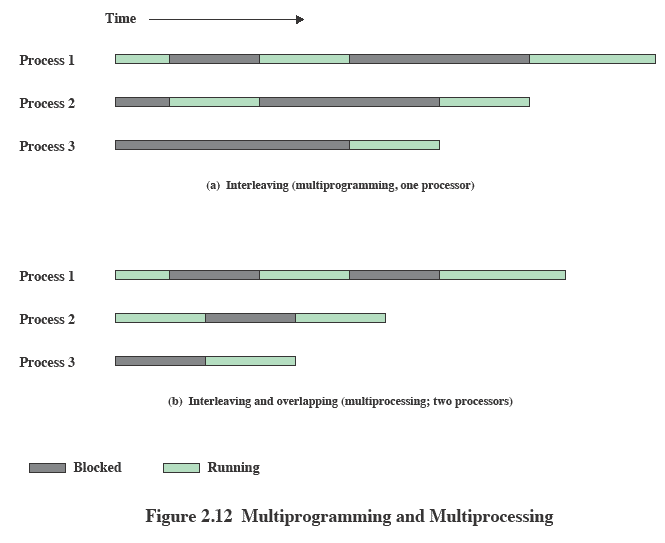 Time
Process 1
Process 2
Process 3
(a) Interleaving (multiprogramming, one processor)
Process 1
Process 2
Process 3
(b) Interleaving and overlapping (multiprocessing; two processors)
Blocked Running
Figure 2.12 Multiprogramming and Multiprocessing